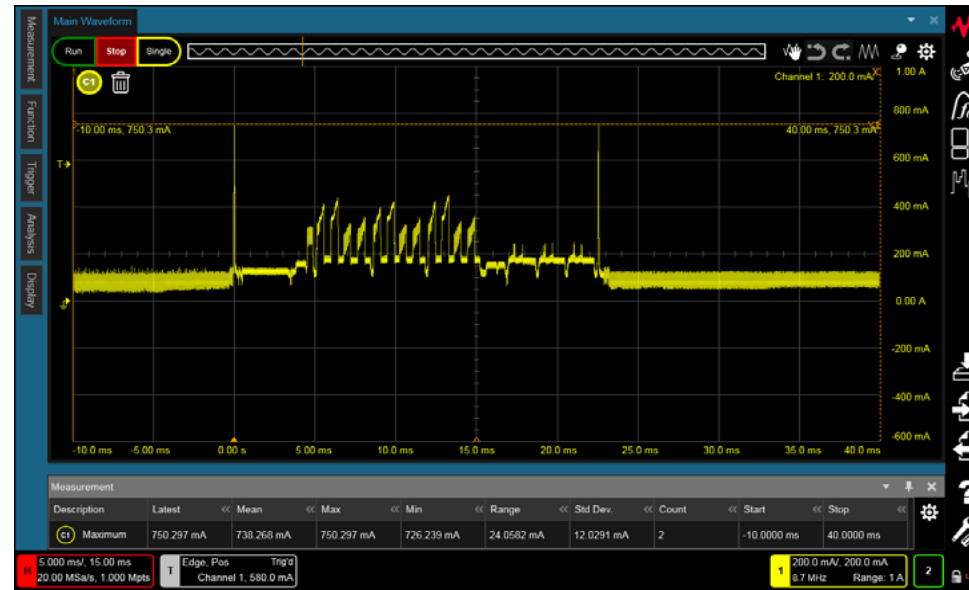 Main Waveform
Measurement
Function
Trigger
Analysis
Display
Run
Stop
Single
C1
Channel 1: 200.0 mA
1.00 A
800 mA
-10.00 ms, 750.3 mA
40.00 ms, 750.3 mA
T
600 mA
400 mA
200 mA
0.00 A
-200 mA
-400 mA
-600 mA
-10.0 ms -5.00 ms 0.00 s 5.00 ms 10.0 ms 15.0 ms 20.0 ms 25.0 ms 30.0 ms 35.0 ms 40.0 ms
Measurement
Description Latest << Mean << Max << Min << Range << Std Dev. << Count << Start << Stop <<
C1 Maximum 750.297 mA 738.268 mA 750.297 mA 726.239 mA 24.0582 mA 12.0291 mA 2 -10.0000 ms 40.0000 ms
H
5.000 ms/, 15.00 ms
20.00 MSa/s, 1.000 Mpts
T
Edge, Pos Trig'd
Channel 1, 580.0 mA
1
200.0 mA/, 200.0 mA
8.7 MHz Range: 1 A
2